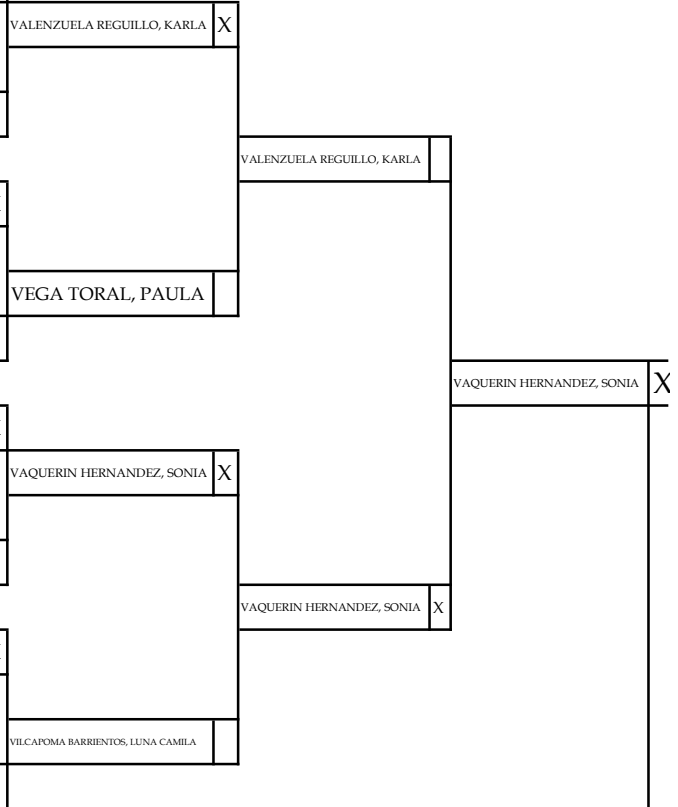 VALENZUELA REGUILLO, KARLA X
VALENZUELA REGUILLO, KARLA
VEGA TORAL, PAULA
VAQUERIN HERNANDEZ, SONIA X
VAQUERIN HERNANDEZ, SONIA X
VAQUERIN HERNANDEZ, SONIA X
VILCAPOMA BARRIENTOS, LUNA CAMILA